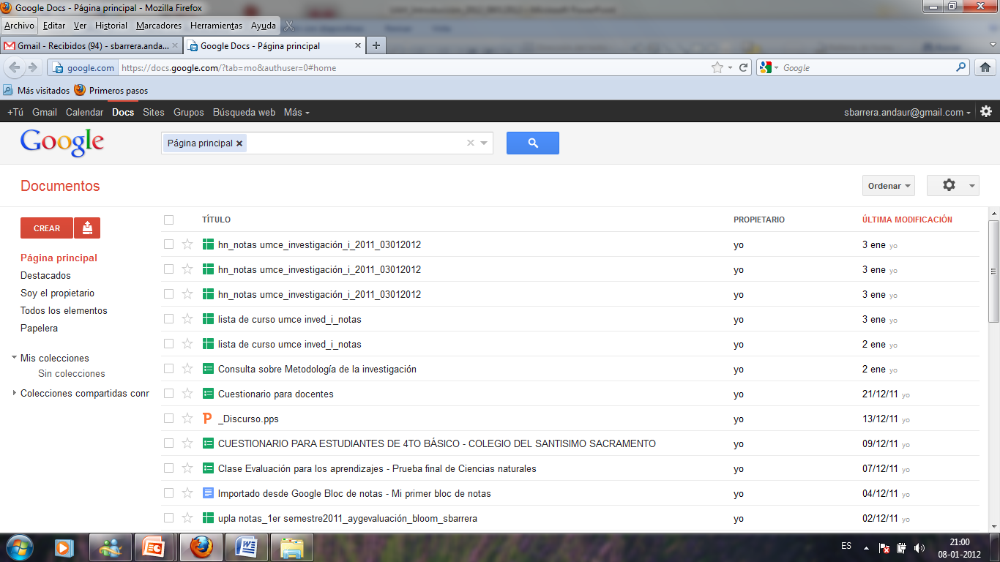 Google Docs - Página principal - Mozilla Firefox
Archivo Editar Ver Historial Marcadores Herramientas Ayuda
Gmail - Recibidos (94) - sbarrera.anda... Google Docs - Página principal
google.com https://docs.google.com/?tab=mo&authuser=0#home Google
Más visitados Primeros pasos
+Tú Gmail Calendar Docs Sites Grupos Búsqueda web Más sbarrera.andaur@gmail.com
Google Página principal
Documentos Ordenar
CREAR TÍTULO PROPIETARIO ÚLTIMA MODIFICACIÓN
Página principal
Destacados
Soy el propietario
Todos los elementos
Papelera
Mis colecciones
Sin colecciones
Colecciones compartidas conm
hn_notas umce_investigación_i_2011_03012012 yo 3 ene yo
hn_notas umce_investigación_i_2011_03012012 yo 3 ene yo
hn_notas umce_investigación_i_2011_03012012 yo 3 ene yo
lista de curso umce inved_i_notas yo 3 ene yo
lista de curso umce inved_i_notas yo 2 ene yo
Consulta sobre Metodología de la investigación yo 2 ene yo
Cuestionario para docentes yo 21/12/11 yo
_Discurso.pps yo 13/12/11 yo
CUESTIONARIO PARA ESTUDIANTES DE 4TO BÁSICO - COLEGIO DEL SANTISIMO SACRAMENTO yo 09/12/11 yo
Clase Evaluación para los aprendizajes - Prueba final de Ciencias naturales yo 07/12/11 yo
Importado desde Google Bloc de notas - Mi primer bloc de notas yo 04/12/11 yo
upla notas_1er semestre2011_aygevaluación_bloom_sbarrera yo 02/12/11 yo
ES 21:00
08-01-2012